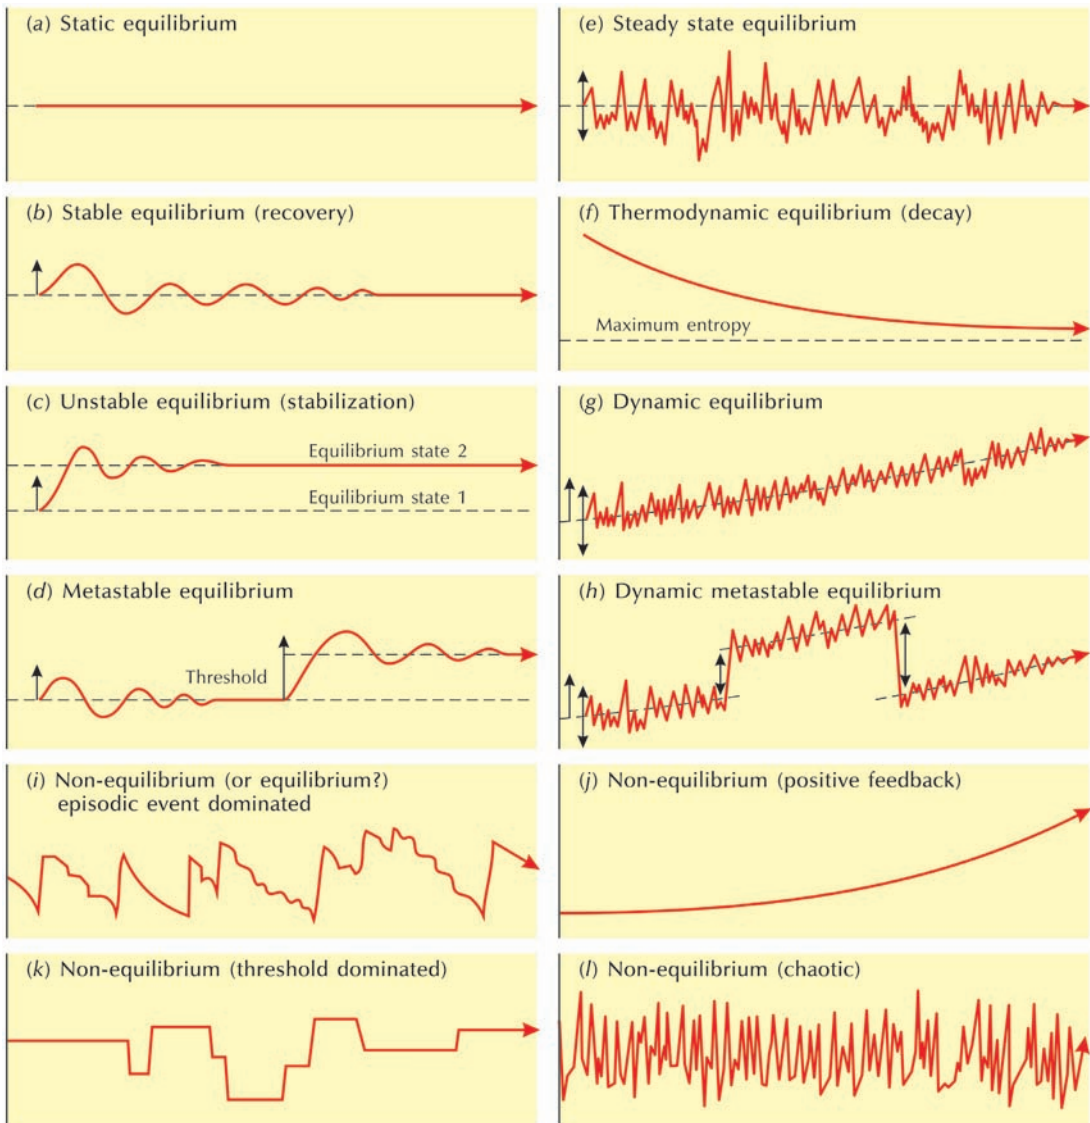 (a) Static equilibrium
(e) Steady state equilibrium
(b) Stable equilibrium (recovery)
(f) Thermodynamic equilibrium (decay)
Maximum entropy
(c) Unstable equilibrium (stabilization)
Equilibrium state 2
Equilibrium state 1
(g) Dynamic equilibrium
(d) Metastable equilibrium
Threshold
(h) Dynamic metastable equilibrium
(i) Non-equilibrium (or equilibrium?)
episodic event dominated
(j) Non-equilibrium (positive feedback)
(k) Non-equilibrium (threshold dominated)
(l) Non-equilibrium (chaotic)